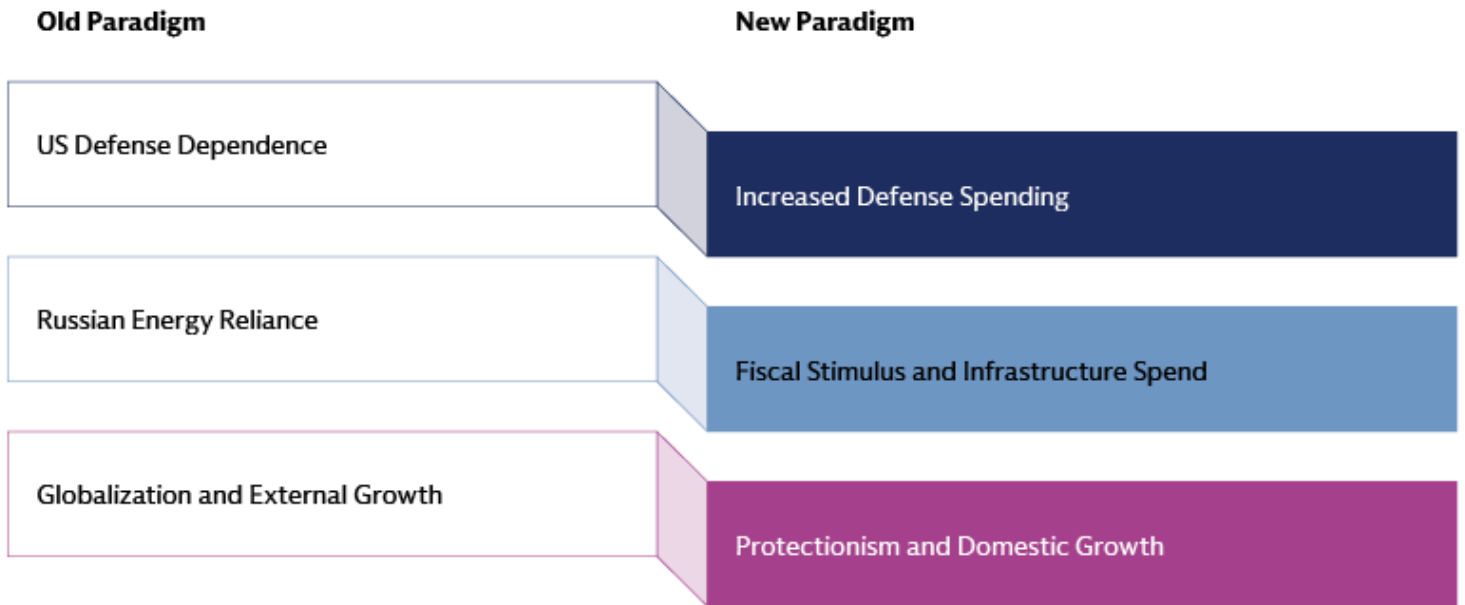 Old Paradigm
New Paradigm
US Defense Dependence
Increased Defense Spending
Russian Energy Reliance
Fiscal Stimulus and Infrastructure Spend
Globalization and External Growth
Protectionism and Domestic Growth